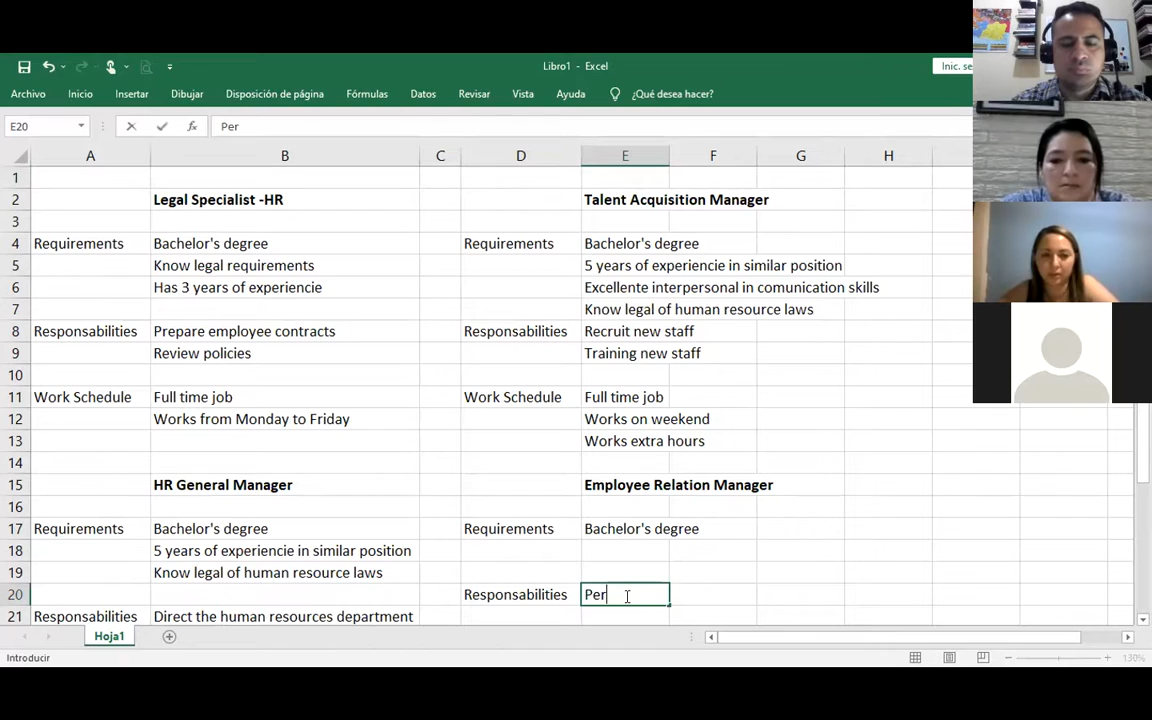 Libro1 - Excel
Inic. se
Archivo Inicio Insertar Dibujar Disposición de página Fórmulas Datos Revisar Vista Ayuda ¿Qué desea hacer?
E20 fx Per
A B C D E F G H
1
2 Legal Specialist -HR Talent Acquisition Manager
3
4 Requirements Bachelor's degree Requirements Bachelor's degree
5 Know legal requirements 5 years of experiencie in similar position
6 Has 3 years of experiencie Excellente interpersonal in comunication skills
7 Know legal of human resource laws
8 Responsabilities Prepare employee contracts Responsabilities Recruit new staff
9 Review policies Training new staff
10
11 Work Schedule Full time job Work Schedule Full time job
12 Works from Monday to Friday Works on weekend
13 Works extra hours
14
15 HR General Manager Employee Relation Manager
16
17 Requirements Bachelor's degree Requirements Bachelor's degree
18 5 years of experiencie in similar position
19 Know legal of human resource laws
20 Responsabilities Per
21 Responsabilities Direct the human resources department
Hoja1
Introducir 130%